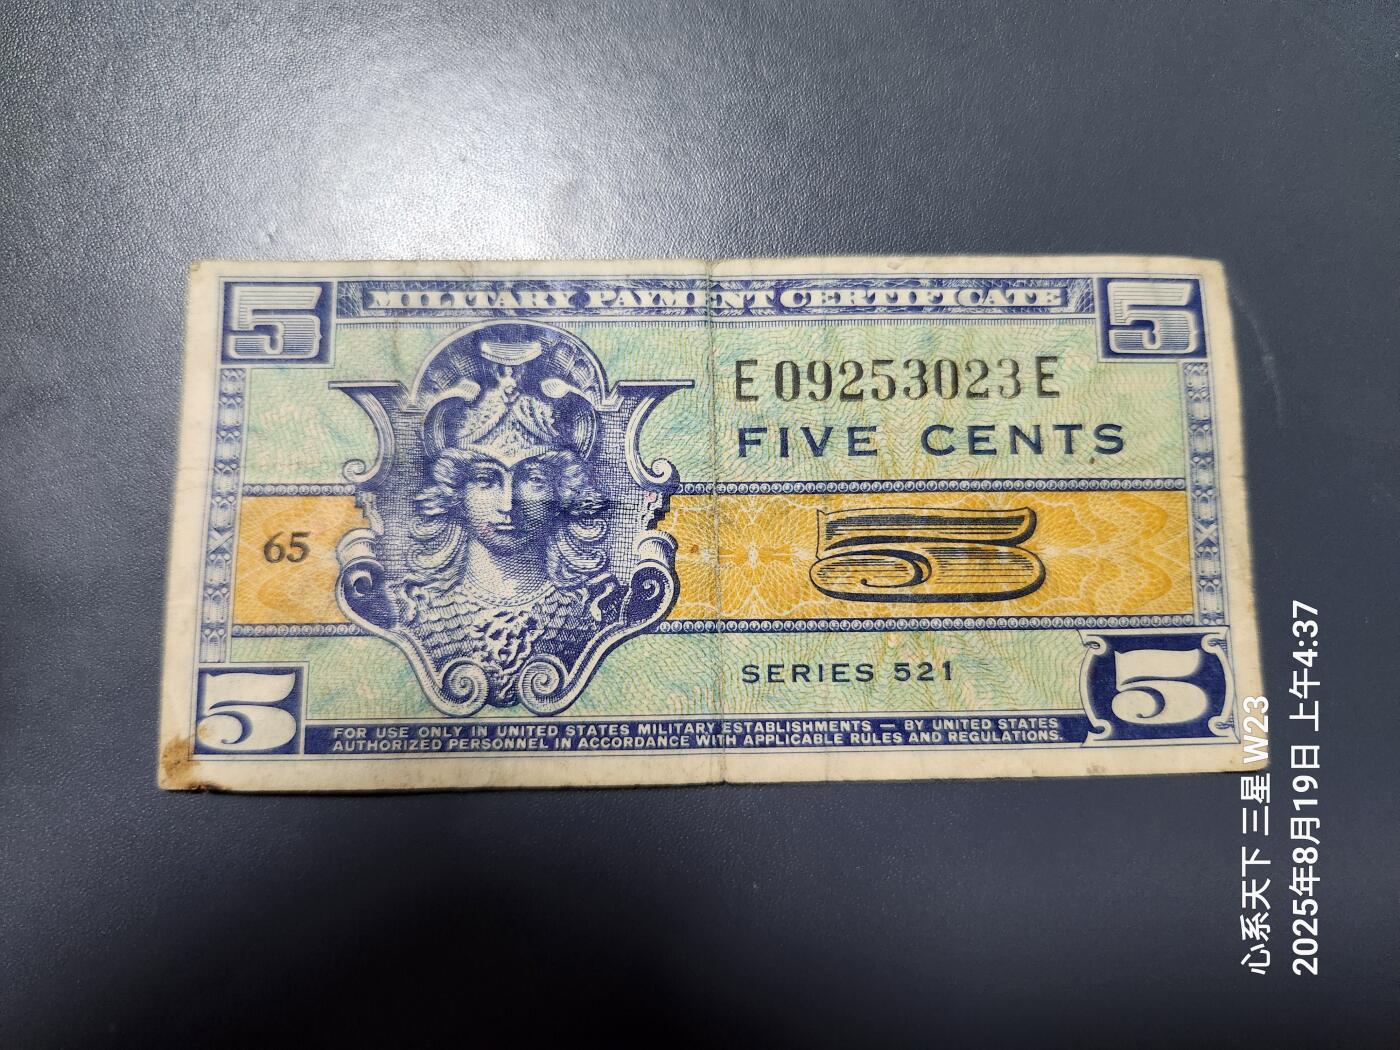 5 MILITARY PAYMENT CERTIFICATE 5
E09253023E
FIVE CENTS
65
5
SERIES 521
5 5
FOR USE ONLY IN UNITED STATES MILITARY ESTABLISHMENTS — BY UNITED STATES
AUTHORIZED PERSONNEL IN ACCORDANCE WITH APPLICABLE RULES AND REGULATIONS.
心系天下 三星 W23
2025年8月19日 上午4:37